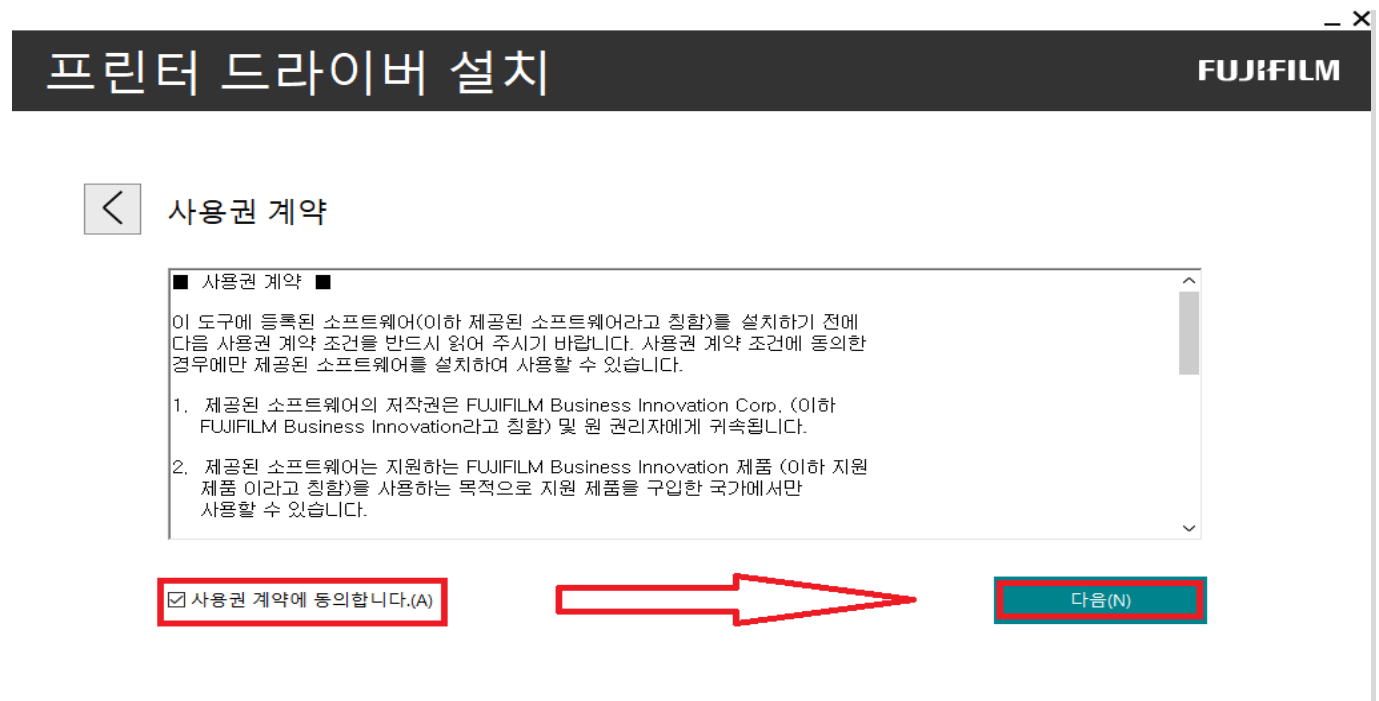 프린터 드라이버 설치
FUJIFILM
사용권 계약
■ 사용권 계약 ■
이 도구에 등록된 소프트웨어(이하 제공된 소프트웨어라고 칭함)를 설치하기 전에
다음 사용권 계약 조건을 반드시 읽어 주시기 바랍니다. 사용권 계약 조건에 동의한
경우에만 제공된 소프트웨어를 설치하여 사용할 수 있습니다.
1. 제공된 소프트웨어의 저작권은 FUJIFILM Business Innovation Corp. (이하
FUJIFILM Business Innovation라고 칭함) 및 원 권리자에게 귀속됩니다.
2. 제공된 소프트웨어는 지원하는 FUJIFILM Business Innovation 제품 (이하 지원
제품 이라고 칭함)을 사용하는 목적으로 지원 제품을 구입한 국가에서만
사용할 수 있습니다.
사용권 계약에 동의합니다.(A)
다음(N)